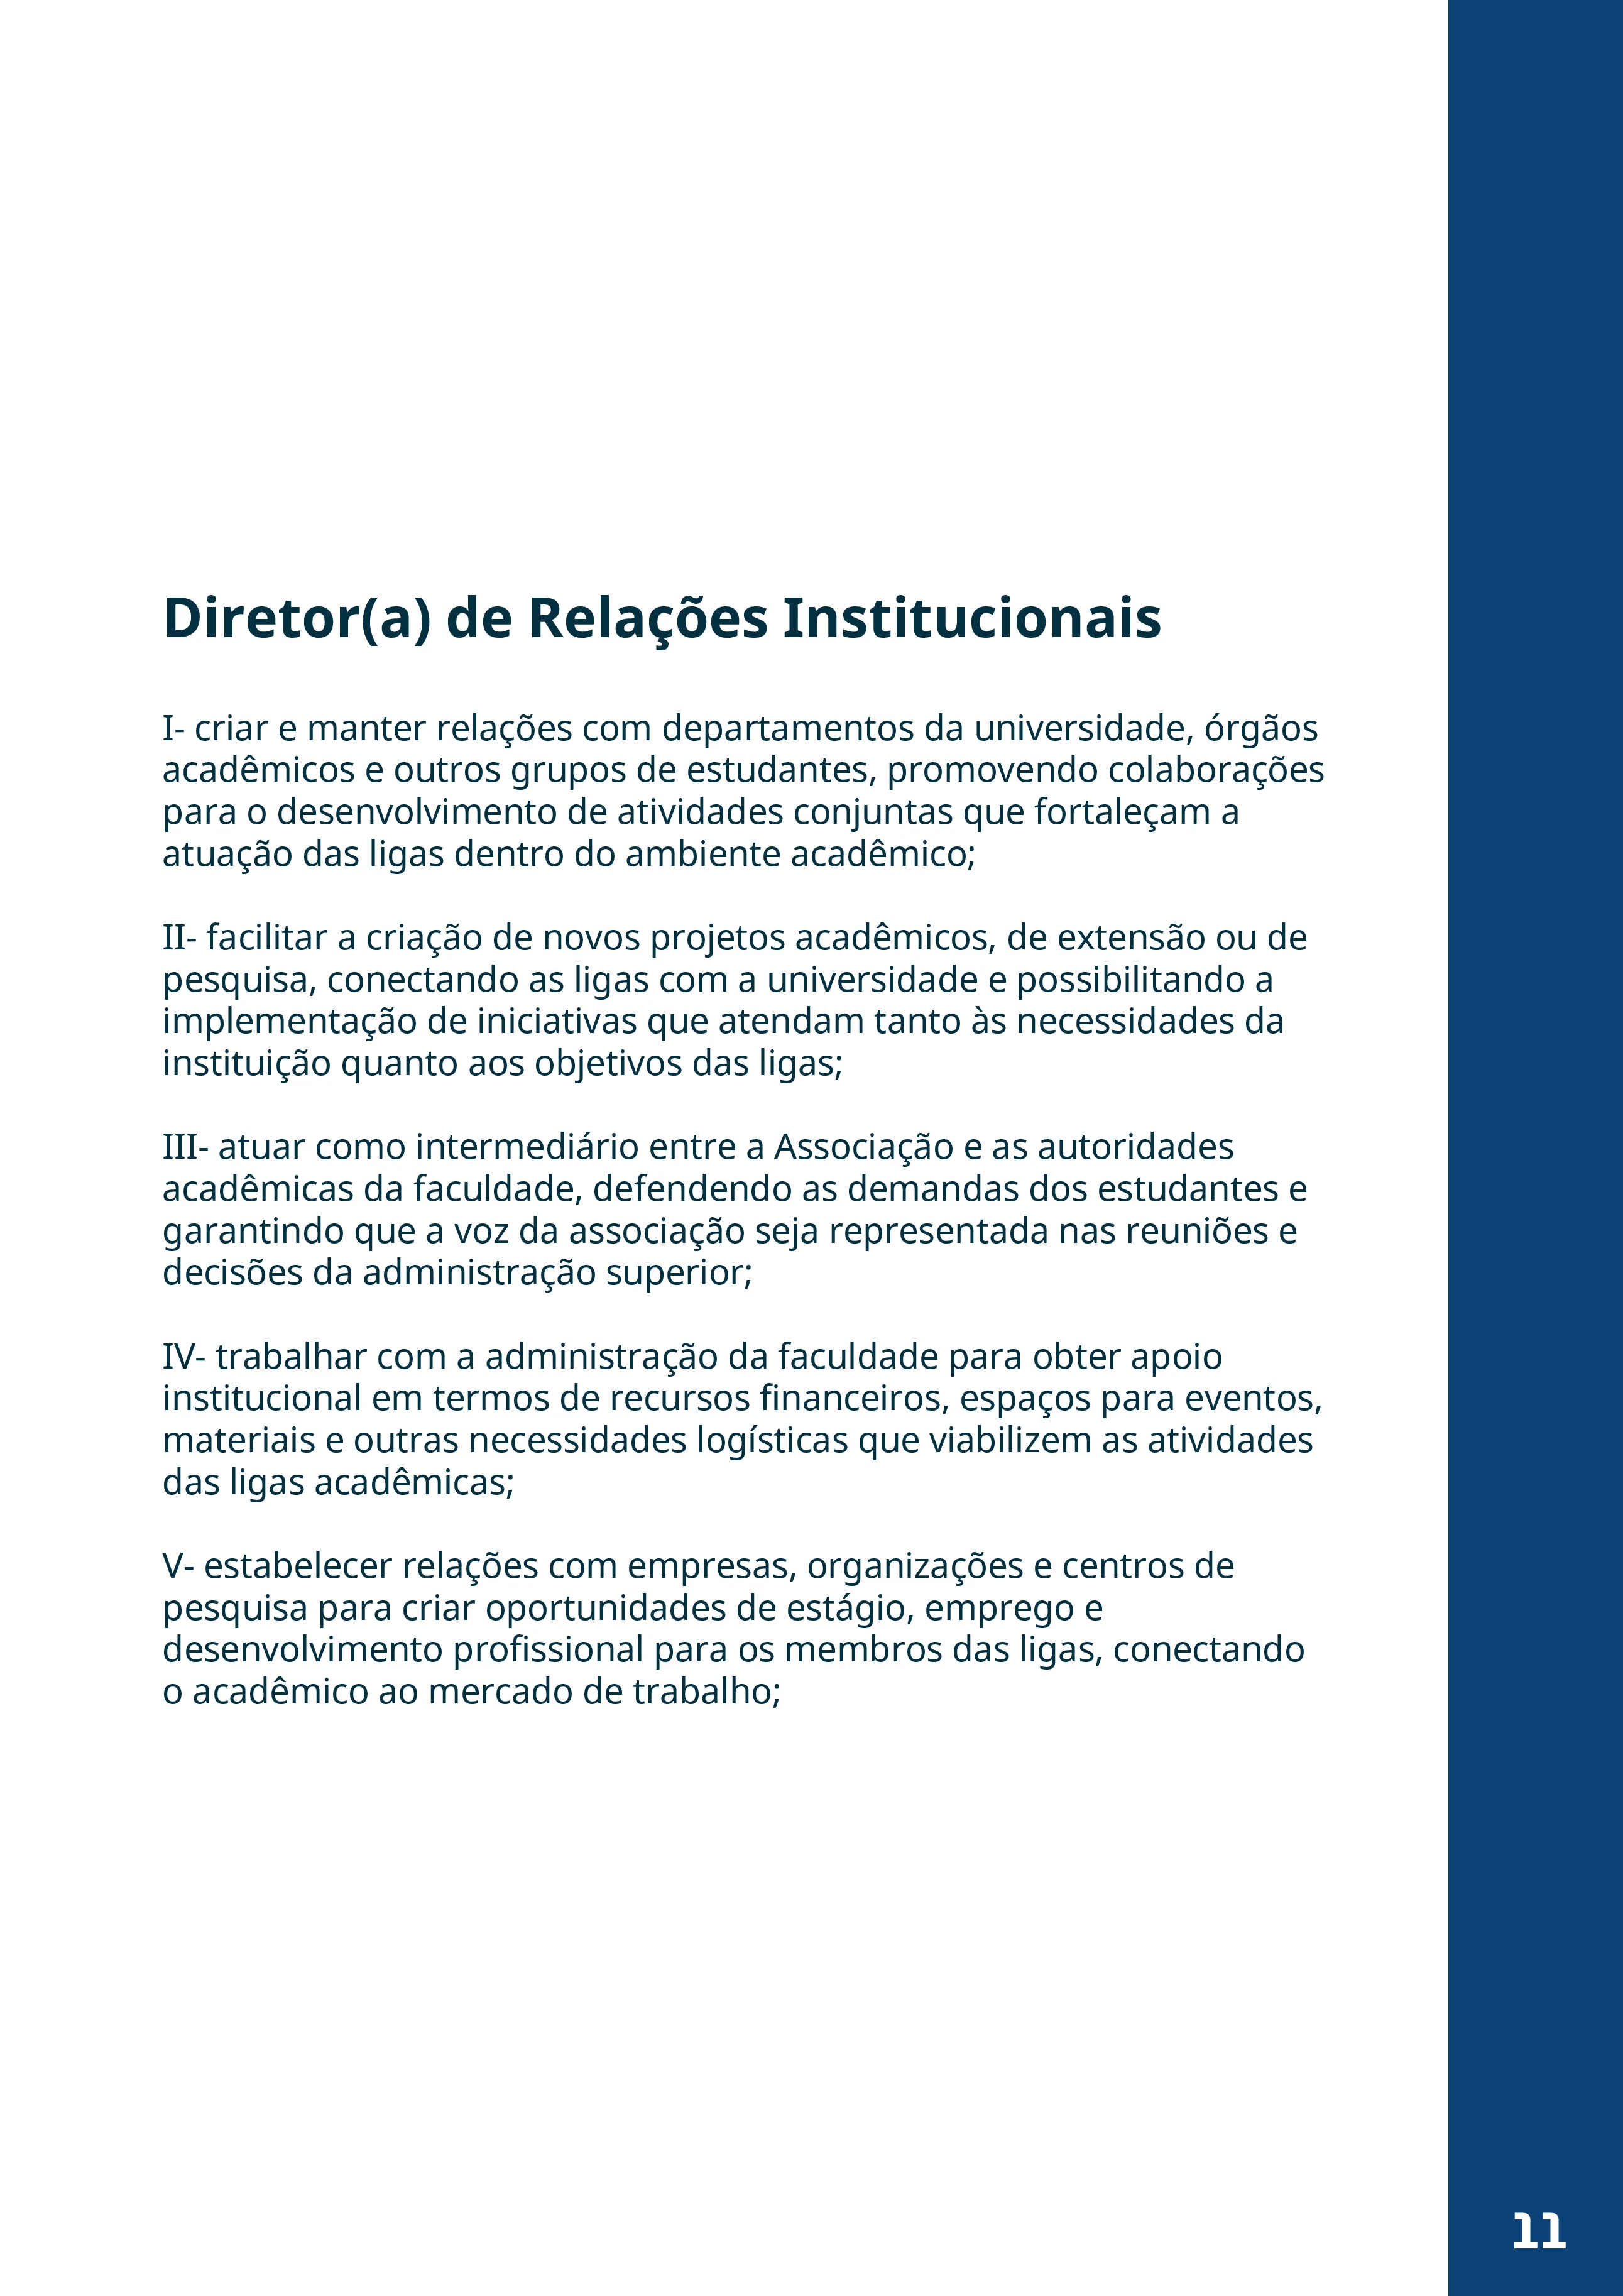 Diretor(a) de Relações Institucionais
I- criar e manter relações com departamentos da universidade, órgãos
acadêmicos e outros grupos de estudantes, promovendo colaborações
para o desenvolvimento de atividades conjuntas que fortaleçam a
atuação das ligas dentro do ambiente acadêmico;
II- facilitar a criação de novos projetos acadêmicos, de extensão ou de
pesquisa, conectando as ligas com a universidade e possibilitando a
implementação de iniciativas que atendam tanto às necessidades da
instituição quanto aos objetivos das ligas;
III- atuar como intermediário entre a Associação e as autoridades
acadêmicas da faculdade, defendendo as demandas dos estudantes e
garantindo que a voz da associação seja representada nas reuniões e
decisões da administração superior;
IV- trabalhar com a administração da faculdade para obter apoio
institucional em termos de recursos financeiros, espaços para eventos,
materiais e outras necessidades logísticas que viabilizem as atividades
das ligas acadêmicas;
V- estabelecer relações com empresas, organizações e centros de
pesquisa para criar oportunidades de estágio, emprego e
desenvolvimento profissional para os membros das ligas, conectando
o acadêmico ao mercado de trabalho;
11